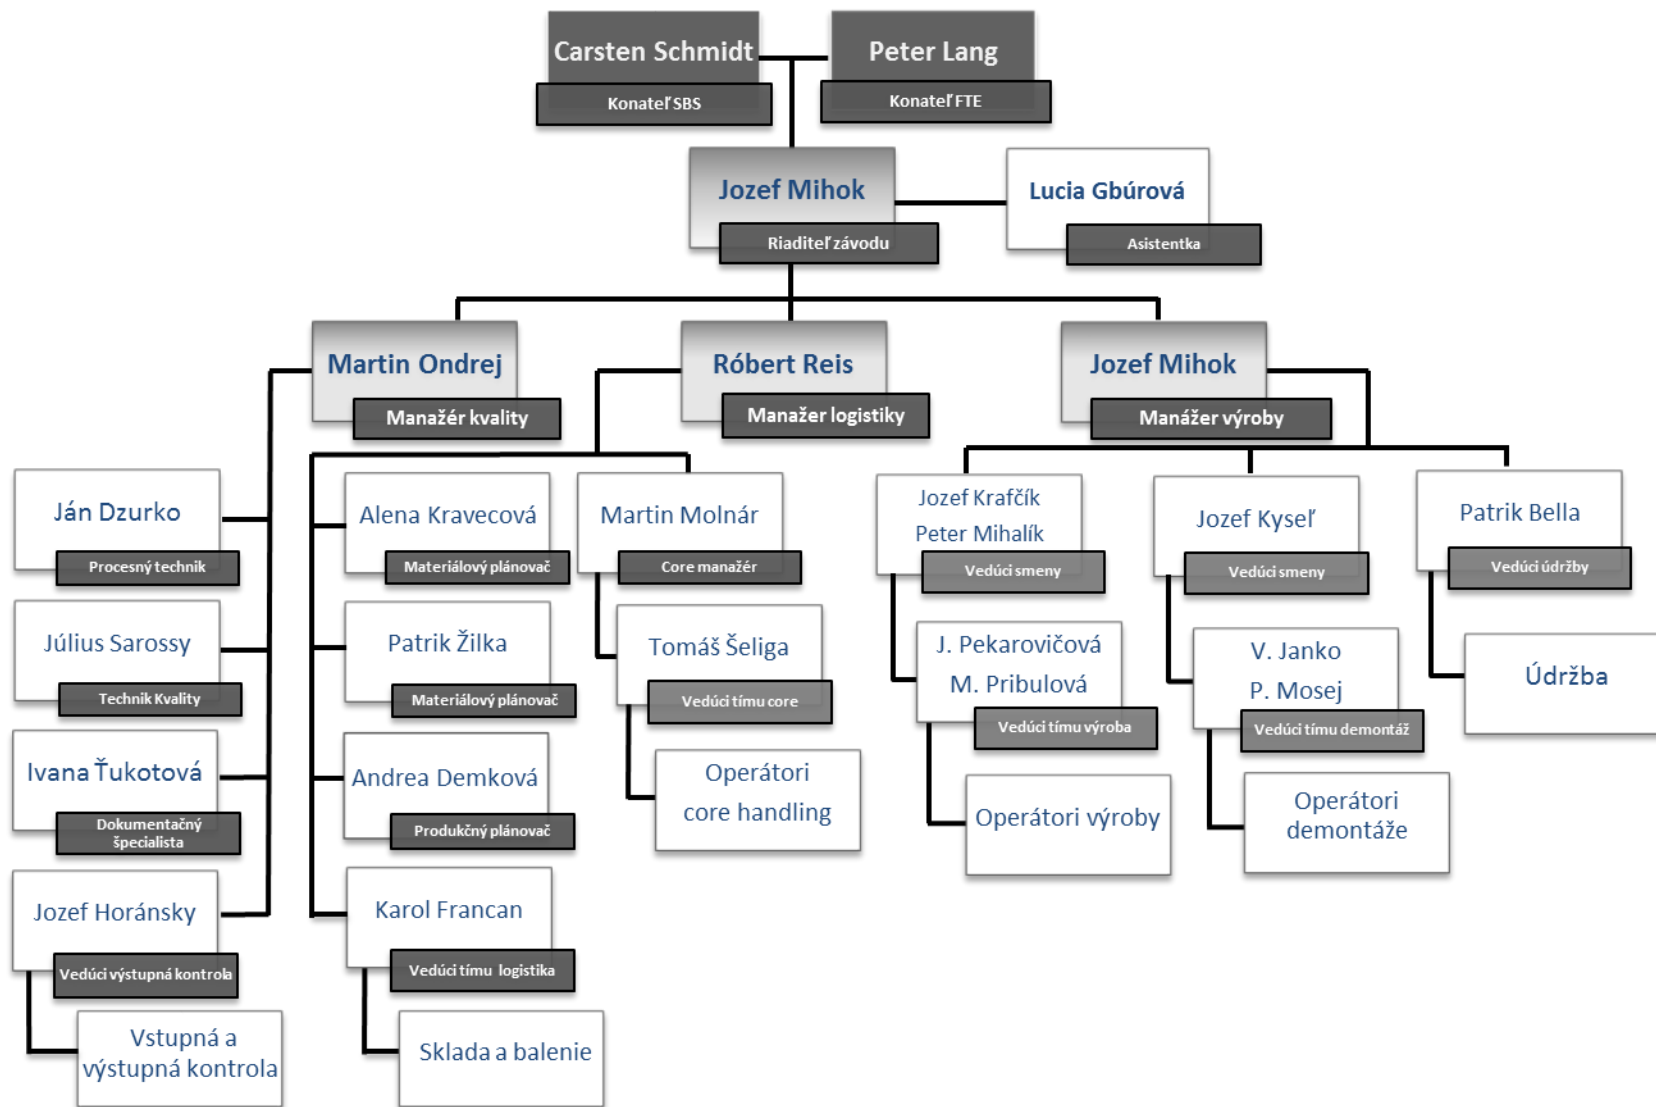 Carsten Schmidt
Konateľ SBS
Peter Lang
Konateľ FTE
Jozef Mihok
Riaditeľ závodu
Lucia Gbúrová
Asistentka
Martin Ondrej
Manažér kvality
Róbert Reis
Manažer logistiky
Jozef Mihok
Manážer výroby
Ján Dzurko
Procesný technik
Július Sarossy
Technik Kvality
Ivana Ťukotová
Dokumentačný
špecialista
Jozef Horánsky
Vedúci výstupná kontrola
Vstupná a
výstupná kontrola
Alena Kravecová
Materiálový plánovač
Patrik Žilka
Materiálový plánovač
Andrea Demková
Produkčný plánovač
Karol Francan
Vedúci tímu logistika
Sklad a a balenie
Martin Molnár
Core manažér
Tomáš Šeliga
Vedúci tímu core
Operátori
core handling
Jozef Krafčík
Peter Mihalík
Vedúci smeny
J. Pekarovičová
M. Pribulová
Vedúci tímu výroba
Operátori výroby
Jozef Kyseľ
Vedúci smeny
V. Janko
P. Mosej
Vedúci tímu demontáž
Operátori
demontáže
Patrik Bella
Vedúci údržby
Údržba